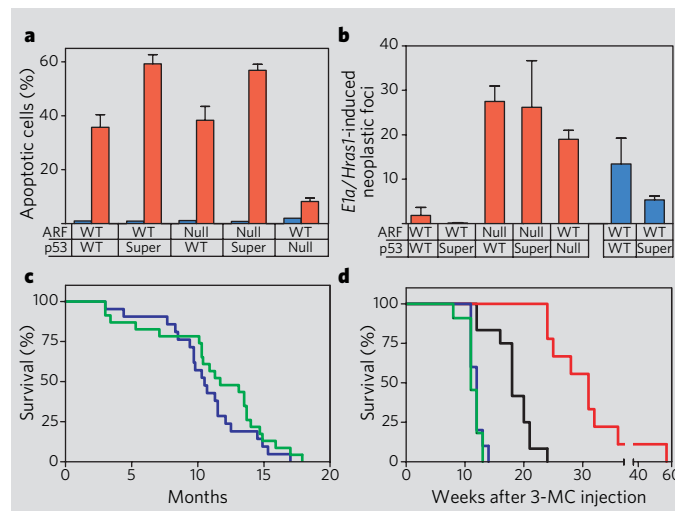 a
Apoptotic cells (%)
60
40
20
ARF WT WT Null Null WT
p53 WT Super WT Super Null
b
E1a/Hras1-induced
neoplastic foci
40
30
20
10
0
ARF WT WT Null Null WT WT WT
p53 WT Super WT Super Null WT Super
c
Survival (%)
100
75
50
25
0
0 5 10 15 20
Months
d
Survival (%)
100
75
50
25
0
0 10 20 30 40 60
Weeks after 3-MC injection